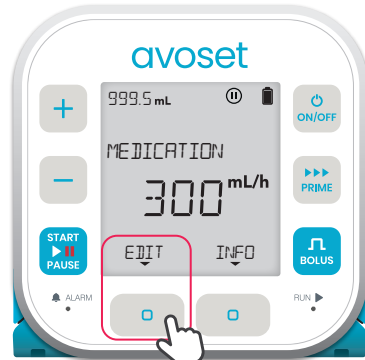 avoset
999.5 mL
ON/OFF
MEDICATION
300 mL/h
PRIME
START
PAUSE
EDIT
INFO
BOLUS
ALARM
RUN